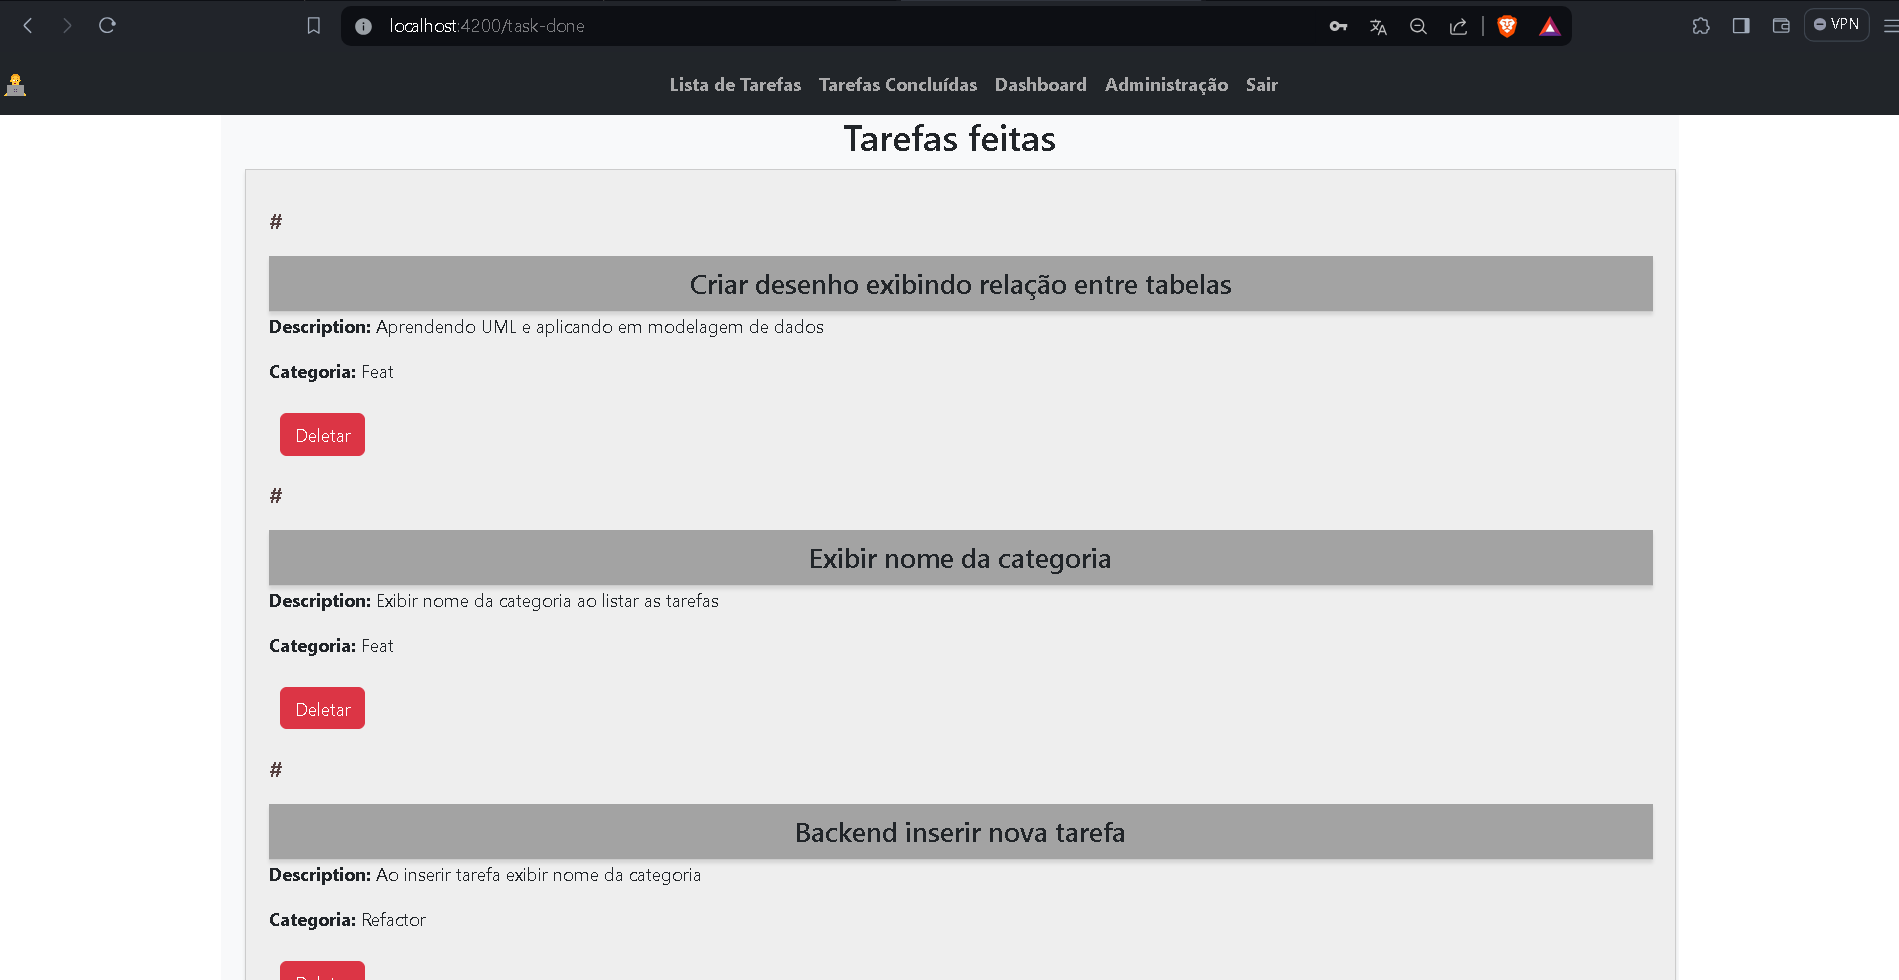 localhost:4200/task-done
VPN
Lista de Tarefas Tarefas Concluídas Dashboard Administração Sair
Tarefas feitas
#
Criar desenho exibindo relação entre tabelas
Description: Aprendendo UML e aplicando em modelagem de dados
Categoria: Feat
Deletar
#
Exibir nome da categoria
Description: Exibir nome da categoria ao listar as tarefas
Categoria: Feat
Deletar
#
Backend inserir nova tarefa
Description: Ao inserir tarefa exibir nome da categoria
Categoria: Refactor